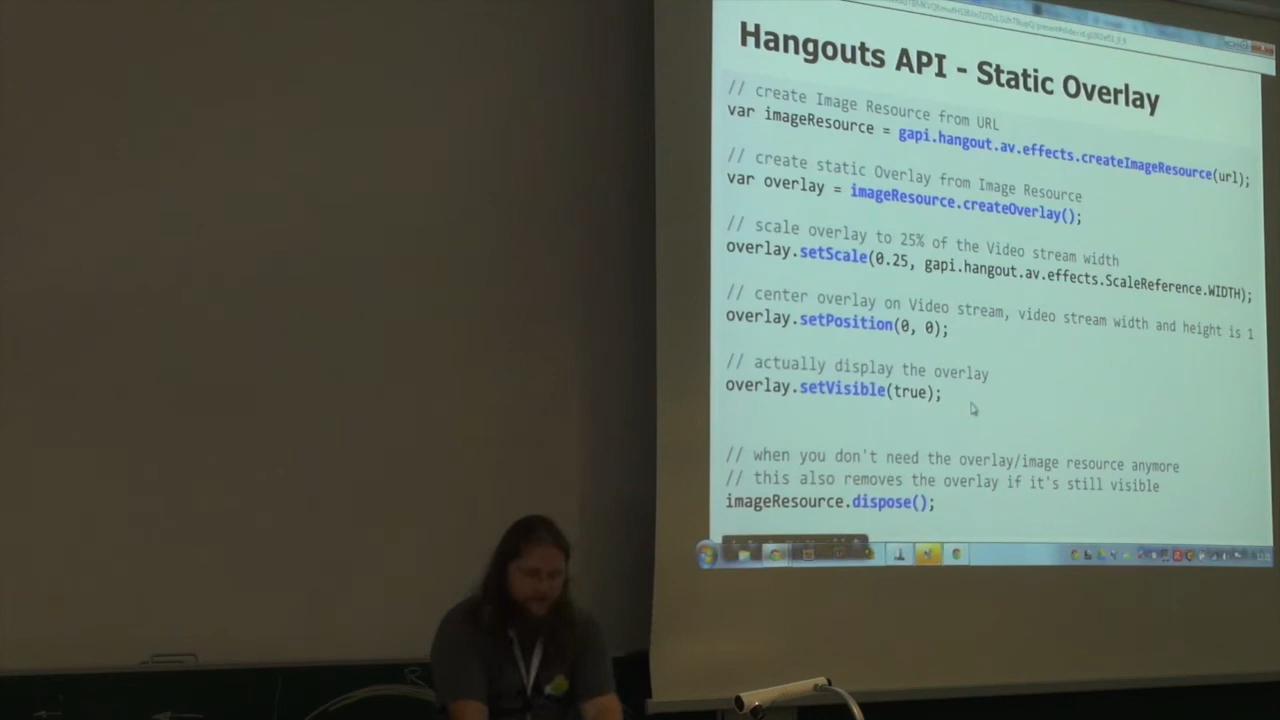 Hangouts API - Static Overlay
// create Image Resource from URL
var imageResource = gapi.hangout.av.effects.createImageResource(url);
// create static Overlay from Image Resource
var overlay = imageResource.createOverlay();
// scale overlay to 25% of the Video stream width
overlay.setScale(0.25, gapi.hangout.av.effects.ScaleReference.WIDTH);
// center overlay on Video stream, video stream width and height is 1
overlay.setPosition(0, 0);
// actually display the overlay
overlay.setVisible(true);
// when you don't need the overlay/image resource anymore
// this also removes the overlay if it's still visible
imageResource.dispose();